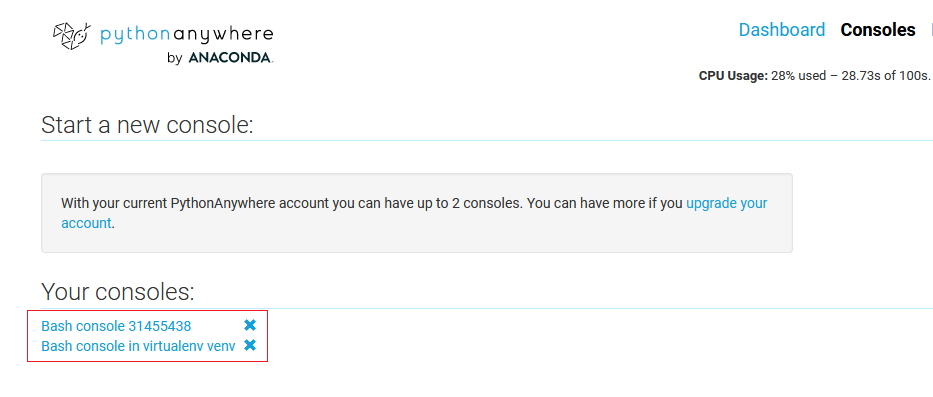 pythonanywhere
by ANACONDA.
Dashboard Consoles
CPU Usage: 28% used – 28.73s of 100s.
Start a new console:
With your current PythonAnywhere account you can have up to 2 consoles. You can have more if you upgrade your
account.
Your consoles:
Bash console 31455438 ✖
Bash console in virtualenv venv ✖